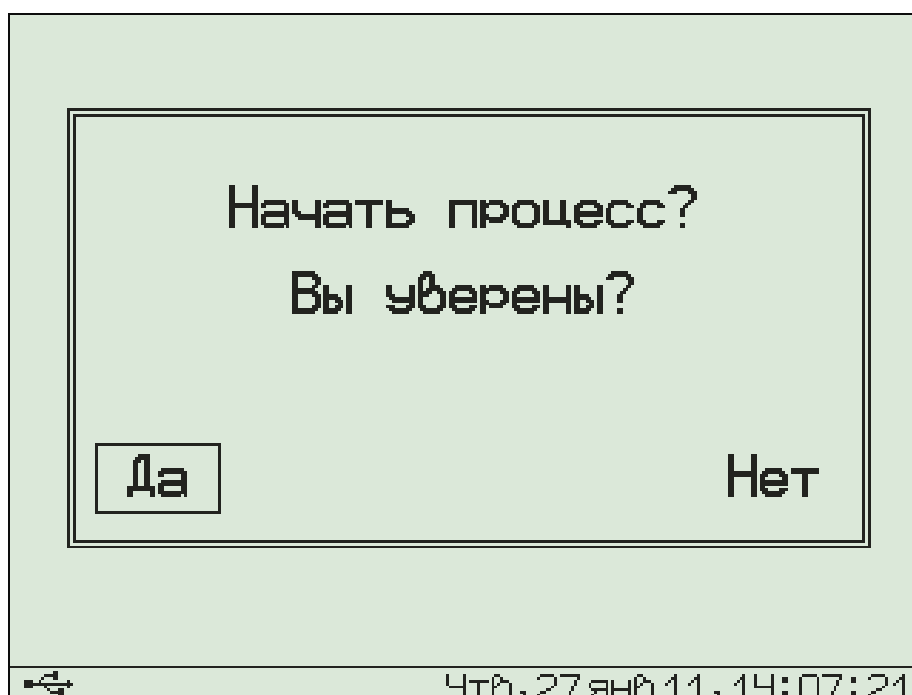 Начать процесс?
Вы уверены?
Да
Нет
Чтв,27янв11,14:07:21